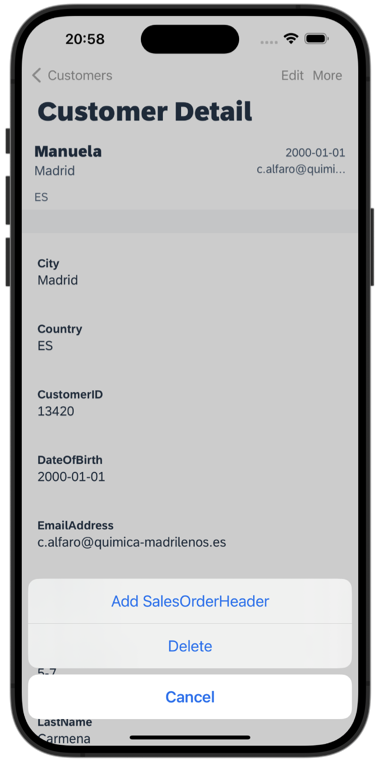 20:58
Customers
Edit More
Customer Detail
Manuela
2000-01-01
Madrid
c.alfaro@quimi...
ES
City
Madrid
Country
ES
CustomerID
13420
DateOfBirth
2000-01-01
EmailAddress
c.alfaro@quimica-madrilenos.es
Add SalesOrderHeader
Delete
5-7
Cancel
LastName
Carmena